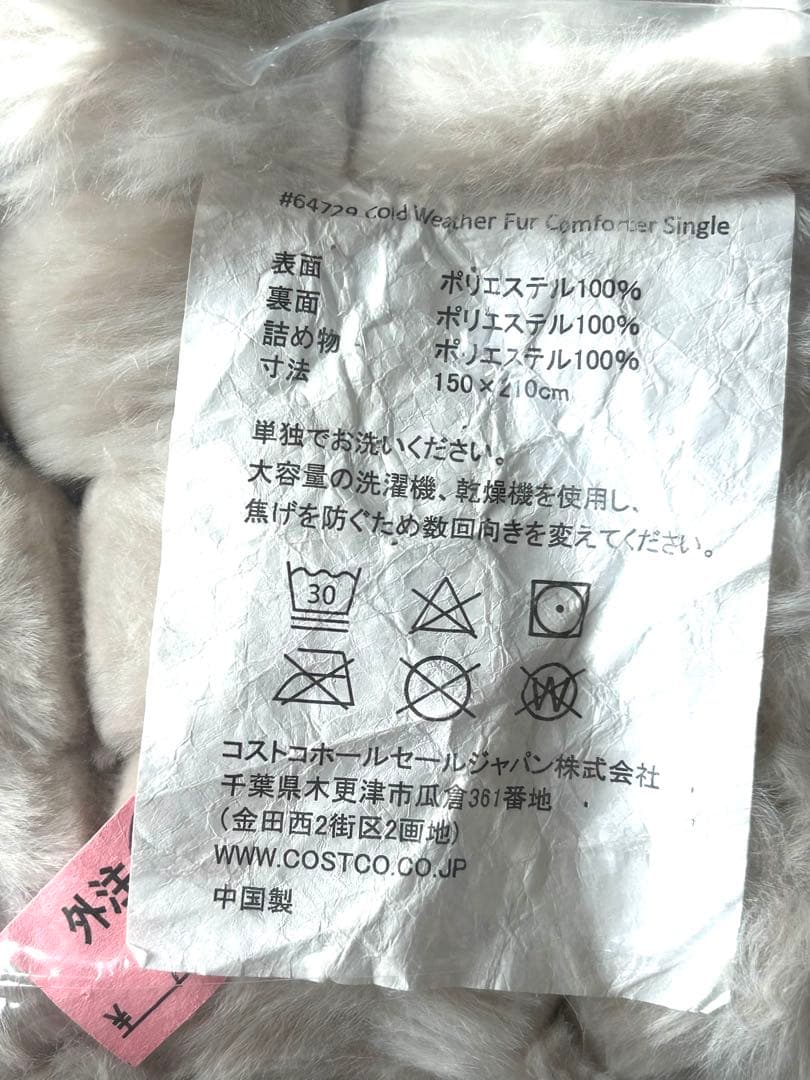 #64729 Cold Weather Fur Comforter Single
表面 ポリエステル100%
裏面 ポリエステル100%
詰め物 ポリエステル100%
寸法 150×210cm
単独でお洗いください。
大容量の洗濯機、乾燥機を使用し、
焦げを防ぐため数回向きを変えてください。
30
W
コストコホールセールジャパン株式会社
千葉県木更津市瓜倉361番地
(金田西2街区2画地)
WWW.COSTCO.CO.JP
中国製
外注